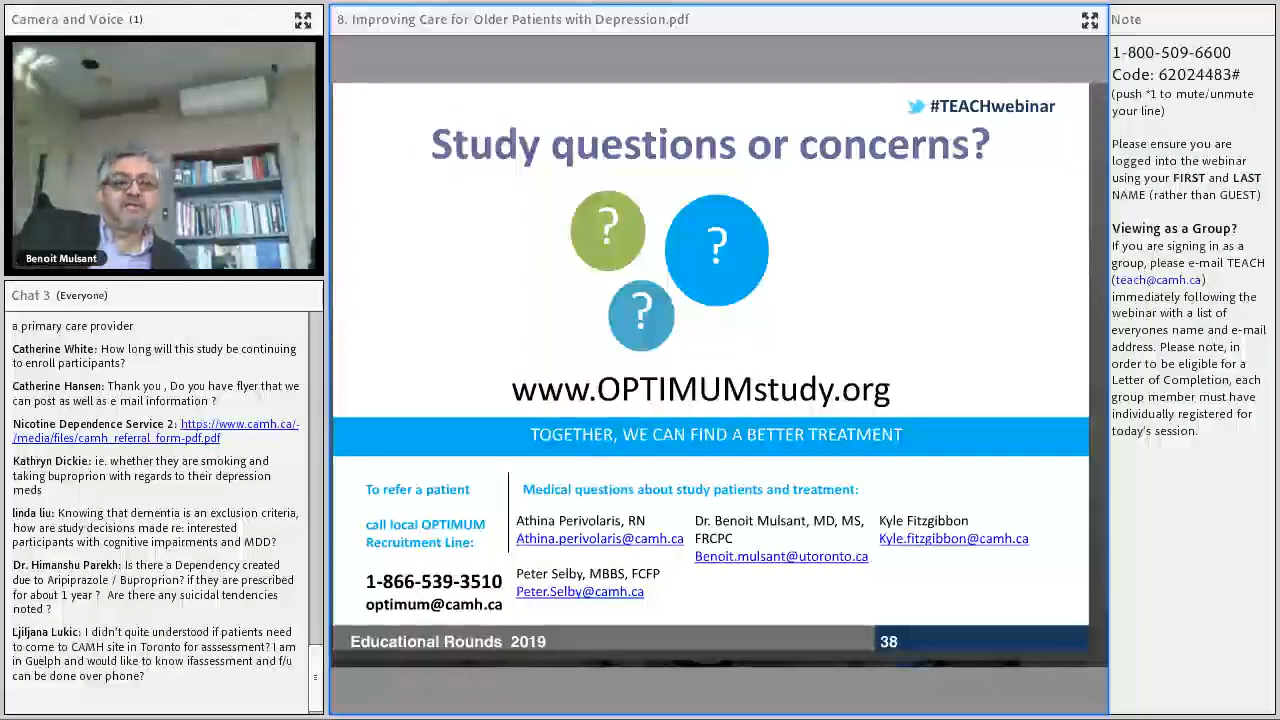 Camera and Voice (1)
Benoit Mulsant
Chat 3 (Everyone)
a primary care provider
Catherine White: How long will this study be continuing
to enroll participants?
Catherine Hansen: Thank you , Do you have flyer that we
can post as well as e mail information ?
Nicotine Dependence Service 2: https://www.camh.ca/-
/media/files/camh_referral_form-pdf.pdf
Kathryn Dickie: ie. whether they are smoking and
taking buproprion with regards to their depression
meds
linda liu: Knowing that dementia is an exclusion criteria,
how are study decisions made re: interested
participants with cognitive impairments and MDD?
Dr. Himanshu Parekh: Is there a Dependency created
due to Aripiprazole / Buproprion? if they are prescribed
for about 1 year ? Are there any suicidal tendencies
noted ?
Ljiljana Lukic: I didn't quite understood if patients need
to come to CAMH site in Toronto for asssessment? I am
in Guelph and would like to know ifassessment and f/u
can be done over phone?
8. Improving Care for Older Patients with Depression.pdf
#TEACHwebinar
Study questions or concerns?
?
?
?
www.OPTIMUMstudy.org
TOGETHER, WE CAN FIND A BETTER TREATMENT
To refer a patient
call local OPTIMUM
Recruitment Line:
1-866-539-3510
optimum@camh.ca
Medical questions about study patients and treatment:
Athina Perivolaris, RN
Athina.perivolaris@camh.ca
Peter Selby, MBBS, FCFP
Peter.Selby@camh.ca
Dr. Benoit Mulsant, MD, MS,
FRCPC
Benoit.mulsant@utoronto.ca
Kyle Fitzgibbon
Kyle.fitzgibbon@camh.ca
Educational Rounds 2019
38
Note
1-800-509-6600
Code: 62024483#
(push *1 to mute/unmute
your line)
Please ensure you are
logged into the webinar
using your FIRST and LAST
NAME (rather than GUEST)
Viewing as a Group?
If you are signing in as a
group, please e-mail TEACH
(teach@camh.ca)
immediately following the
webinar with a list of
everyones name and e-mail
address. Please note, in
order to be eligible for a
Letter of Completion, each
group member must have
individually registered for
today's session.